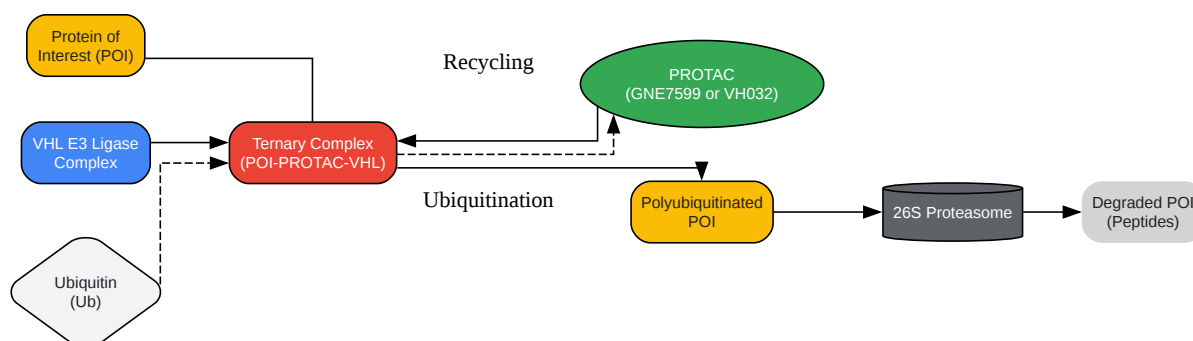 Protein of
Interest (POI)
Recycling
PROTAC
(GNE7599 or VH032)
VHL E3 Ligase
Complex
Ternary Complex
(POI-PROTAC-VHL)
Ubiquitination
Polyubiquitinated
POI
26S Proteasome
Degraded POI
(Peptides)
Ubiquitin
(Ub)